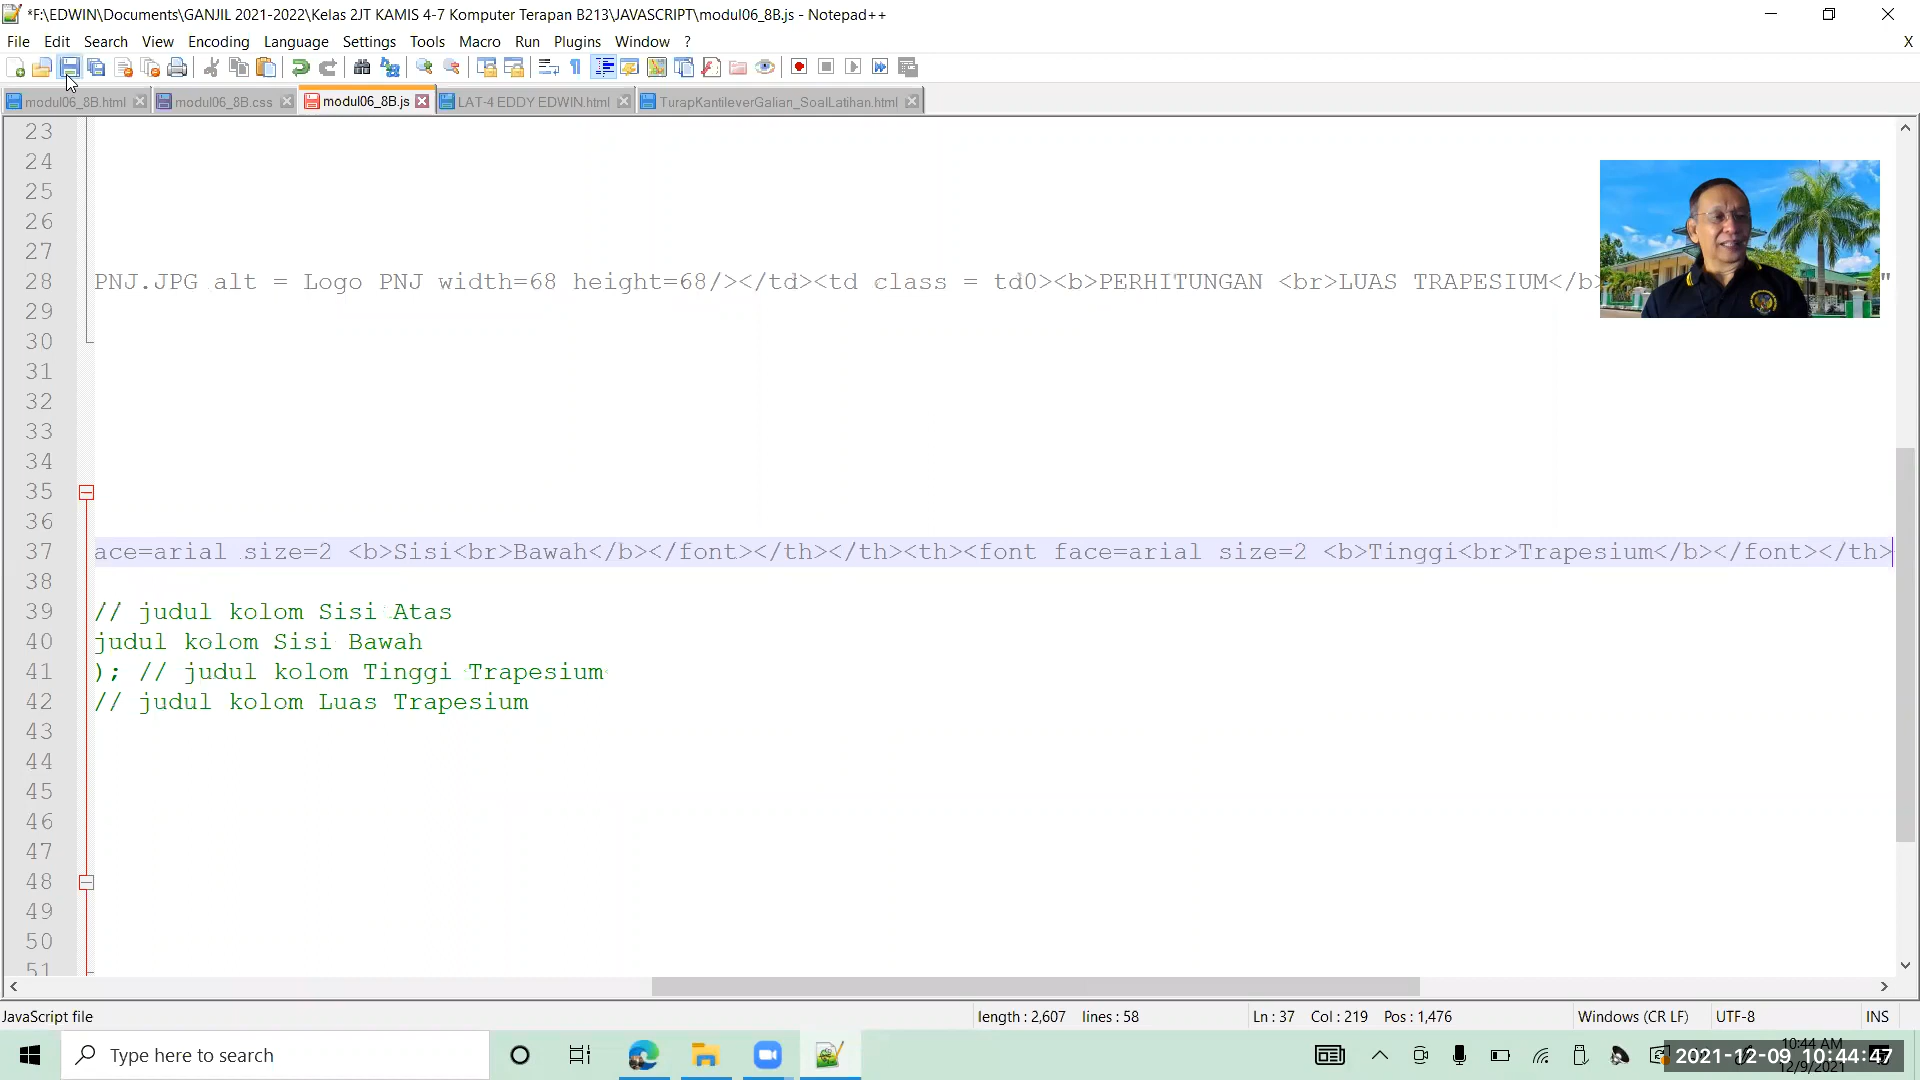 *F:\EDWIN\Documents\GANJIL 2021-2022\Kelas 2JT KAMIS 4-7 Komputer Terapan B213\JAVASCRIPT\modul06_8B.js - Notepad++
File Edit Search View Encoding Language Settings Tools Macro Run Plugins Window ? X
modul06_8B.html modul06_8B.css modul06_8B.js LAT-4 EDDY EDWIN.html TurapKantileverGalian_SoalLatihan.html
23
24
25
26
27
28 PNJ.JPG alt = Logo PNJ width=68 height=68/></td><td class = td0><b>PERHITUNGAN <br>LUAS TRAPESIUM</b> "
29
30
31
32
33
34
35
36
37 ace=arial size=2 <b>Sisi<br>Bawah</b></font></th></th><th><font face=arial size=2 <b>Tinggi<br>Trapesium</b></font></th>
38
39 // judul kolom Sisi Atas
40 judul kolom Sisi Bawah
41 ); // judul kolom Tinggi Trapesium
42 // judul kolom Luas Trapesium
43
44
45
46
47
48
49
50
51
JavaScript file length : 2,607 lines : 58 Ln : 37 Col : 219 Pos : 1,476 Windows (CR LF) UTF-8 INS
Type here to search
10:44 AM
2021-12-09 10:44:47
12/9/2021